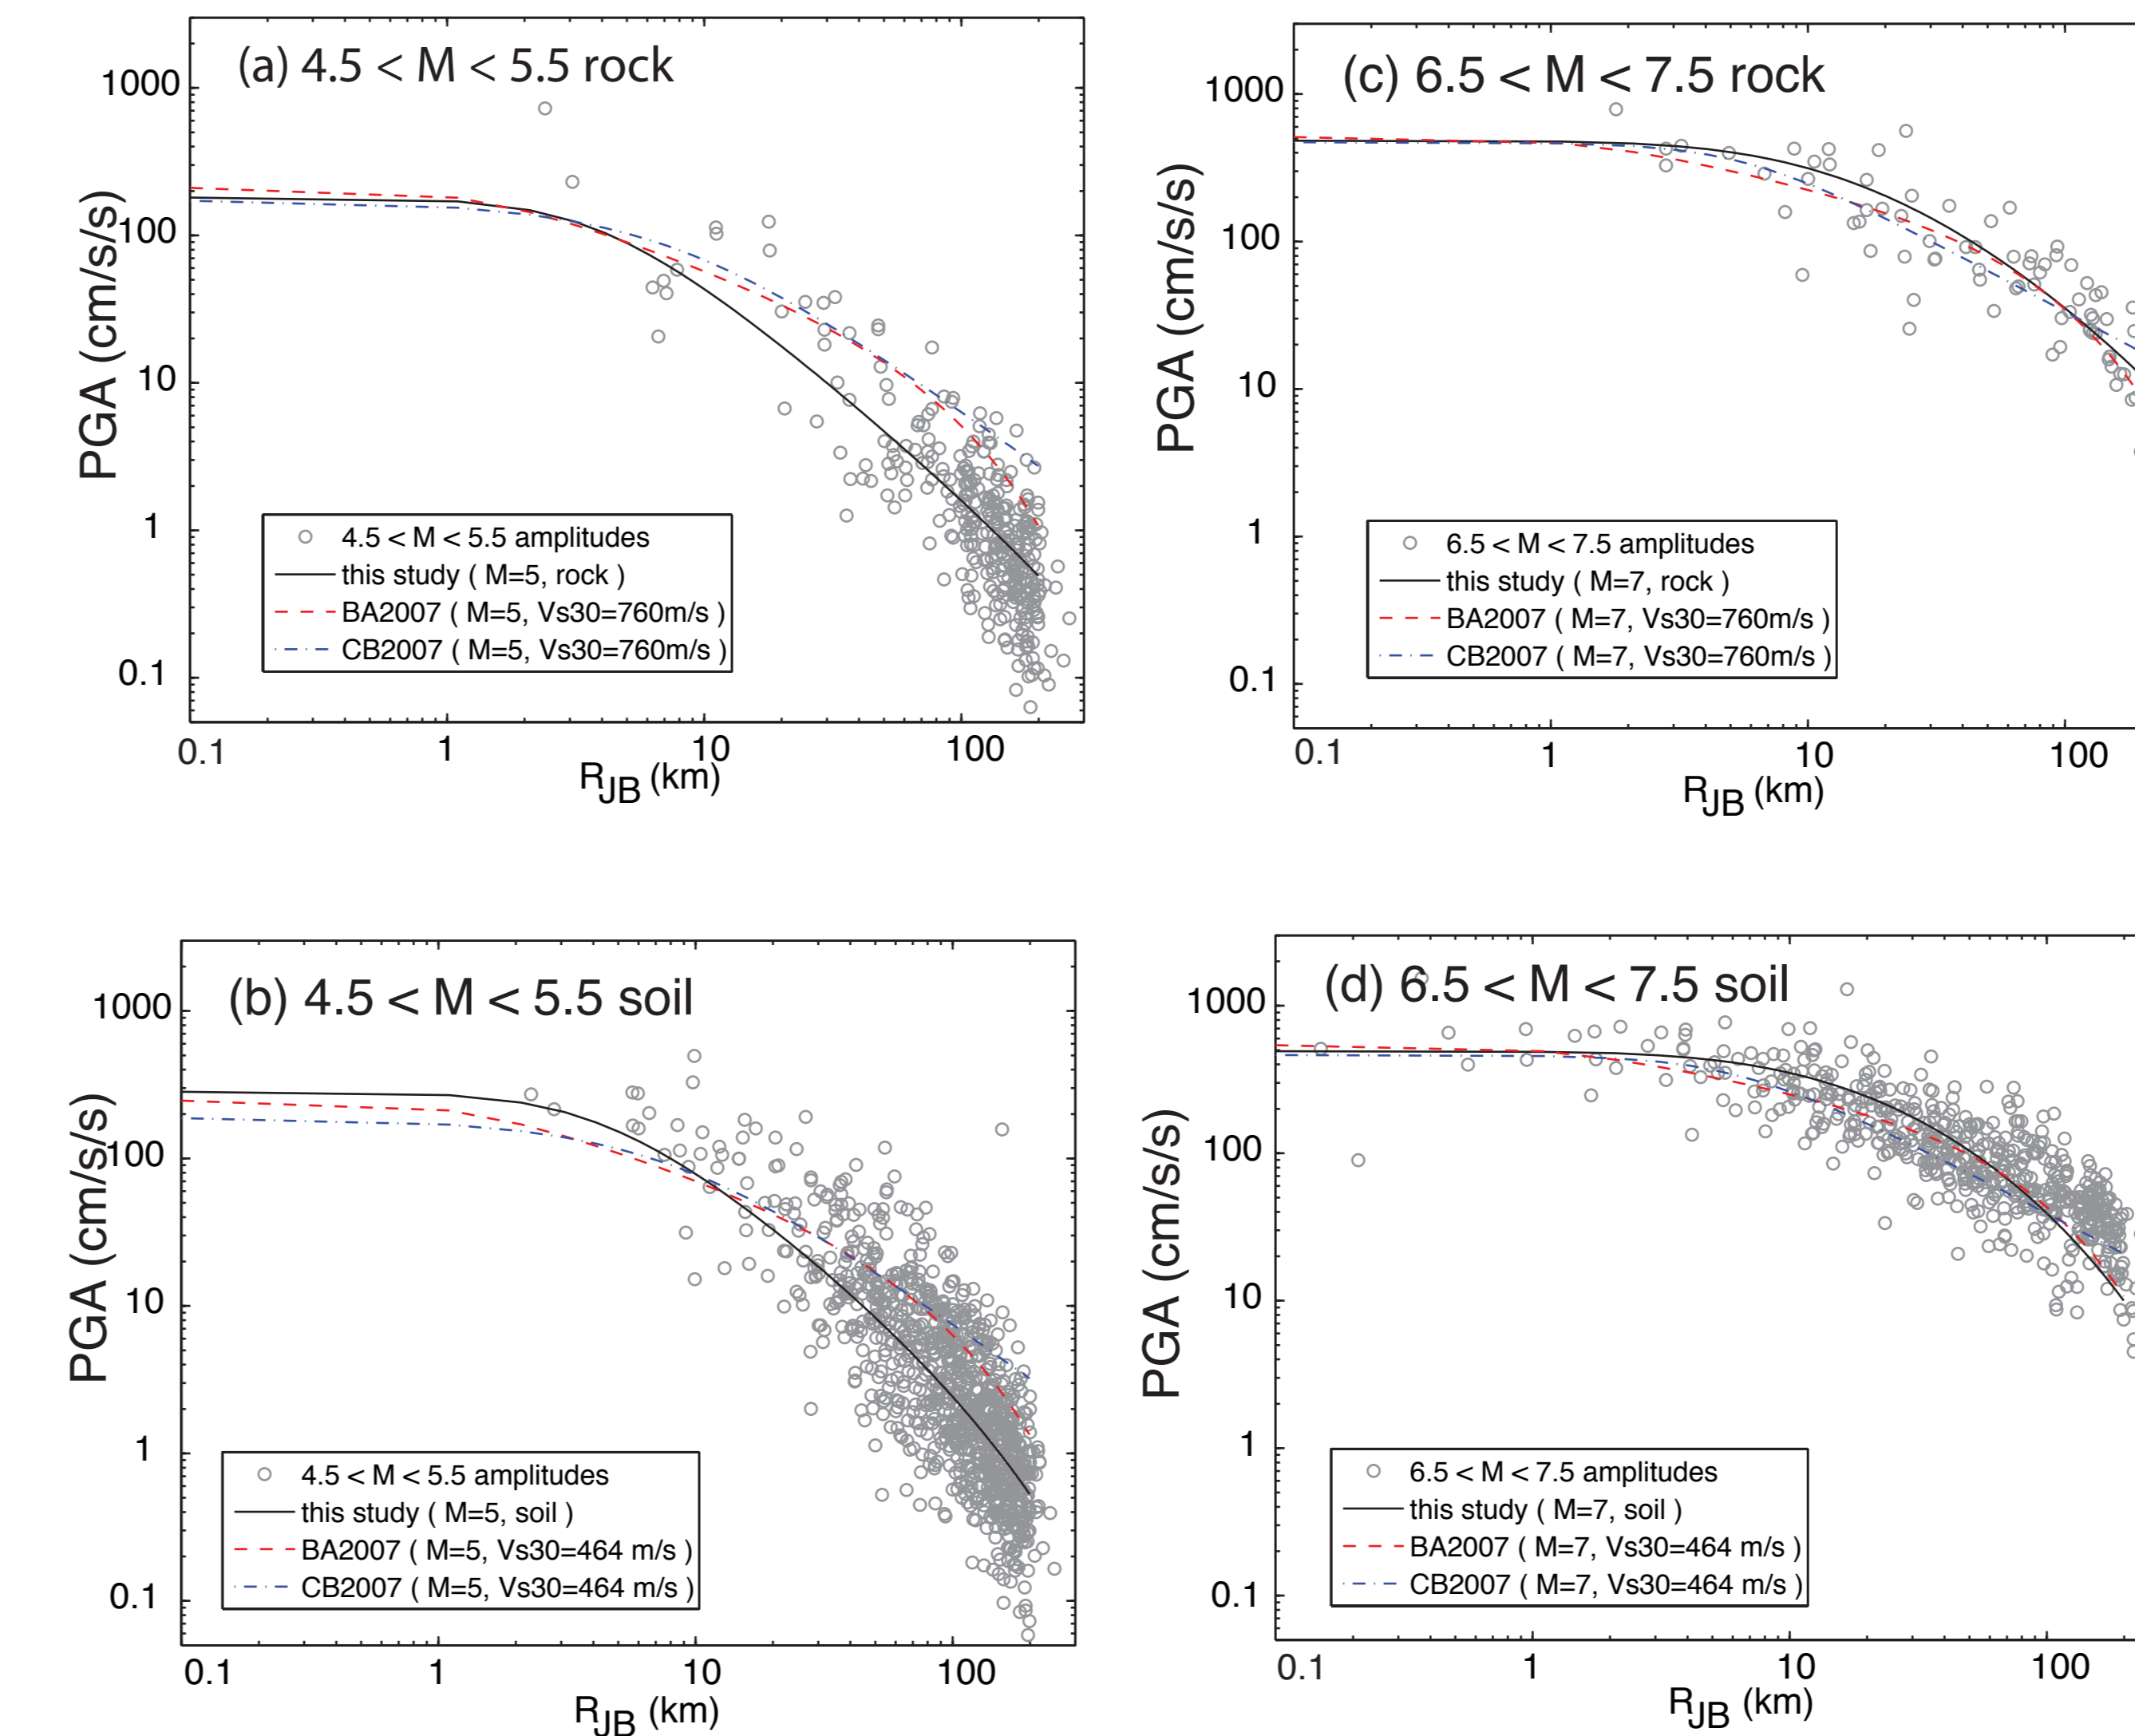 (a) 4.5 < M < 5.5 rock
1000
100
10
1
0.1
PGA (cm/s/s)
4.5 < M < 5.5 amplitudes
this study ( M=5, rock )
BA2007 ( M=5, Vs30=760m/s )
CB2007 ( M=5, Vs30=760m/s )
0.1 1 10 100
RJB (km)
(c) 6.5 < M < 7.5 rock
1000
100
10
1
0.1
PGA (cm/s/s)
6.5 < M < 7.5 amplitudes
this study ( M=7, rock )
BA2007 ( M=7, Vs30=760m/s )
CB2007 ( M=7, Vs30=760m/s )
0.1 1 10 100
RJB (km)
(b) 4.5 < M < 5.5 soil
1000
100
10
1
0.1
PGA (cm/s/s)
4.5 < M < 5.5 amplitudes
this study ( M=5, soil )
BA2007 ( M=5, Vs30=464 m/s )
CB2007 ( M=5, Vs30=464 m/s )
0.1 1 10 100
RJB (km)
(d) 6.5 < M < 7.5 soil
1000
100
10
1
0.1
PGA (cm/s/s)
6.5 < M < 7.5 amplitudes
this study ( M=7, soil )
BA2007 ( M=7, Vs30=464 m/s )
CB2007 ( M=7, Vs30=464 m/s )
0.1 1 10 100
RJB (km)